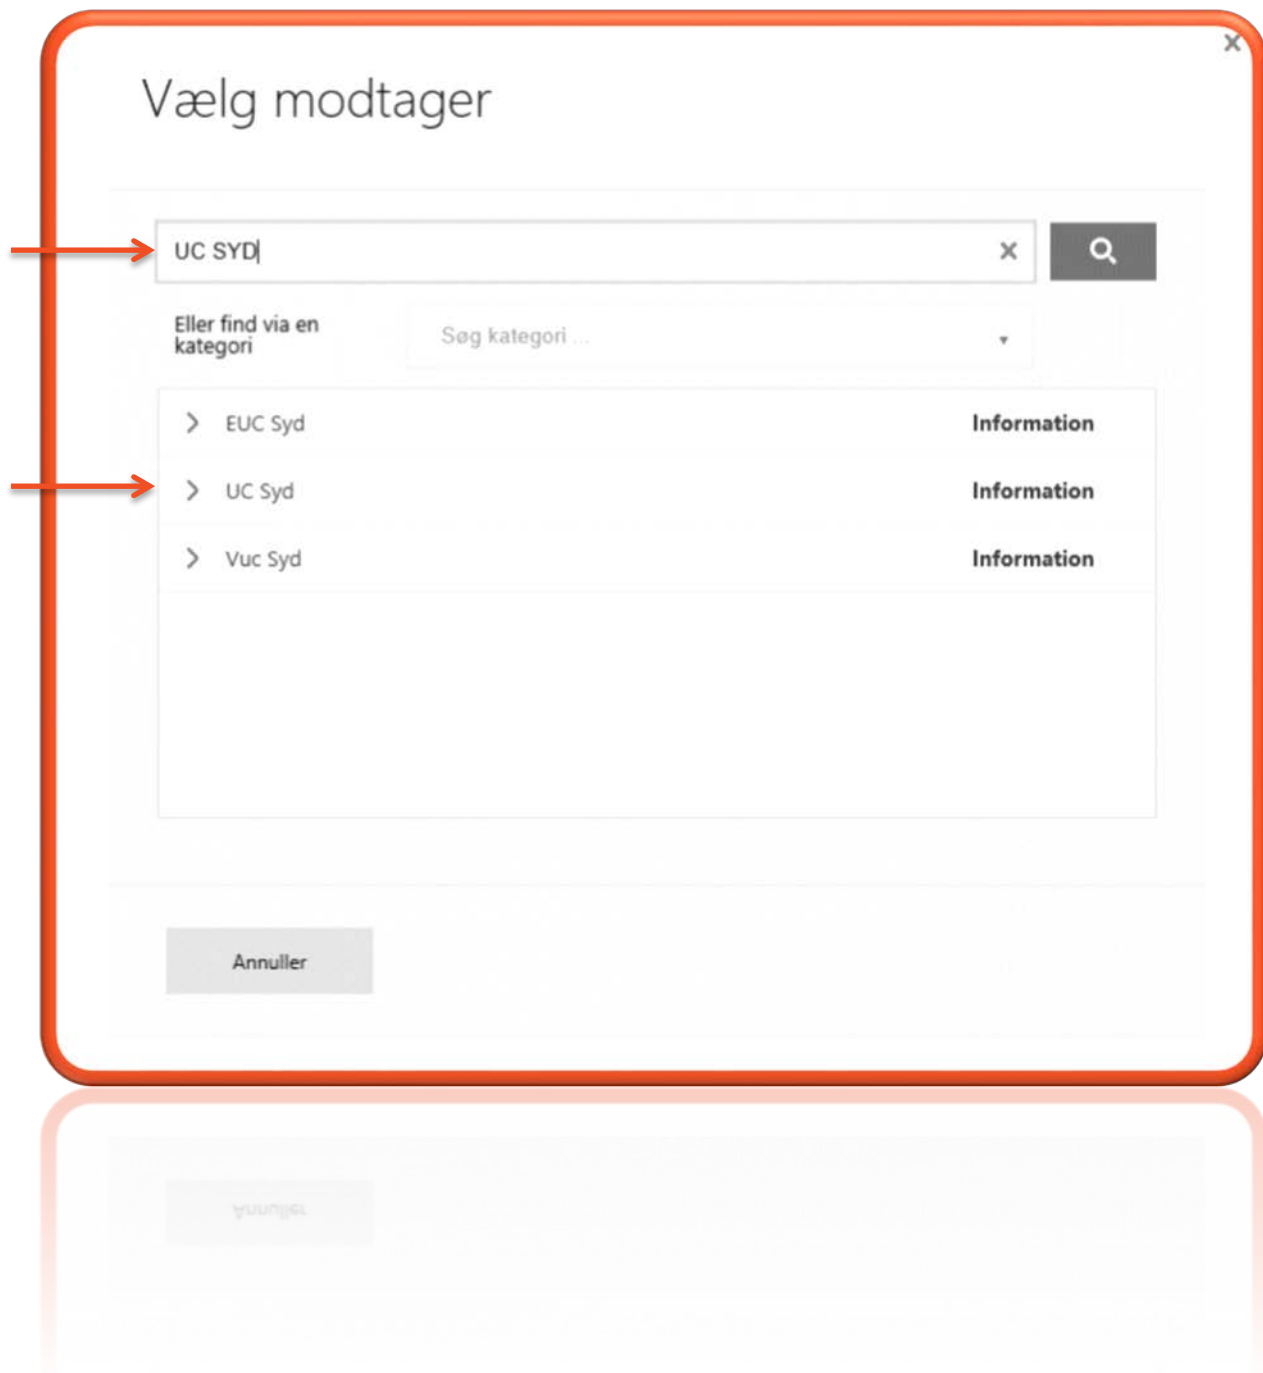 Vælg modtager
UC SYD
Eller find via en
kategori
Søg kategori ...
EUC Syd Information
UC Syd Information
Vuc Syd Information
Annuller
Annuller